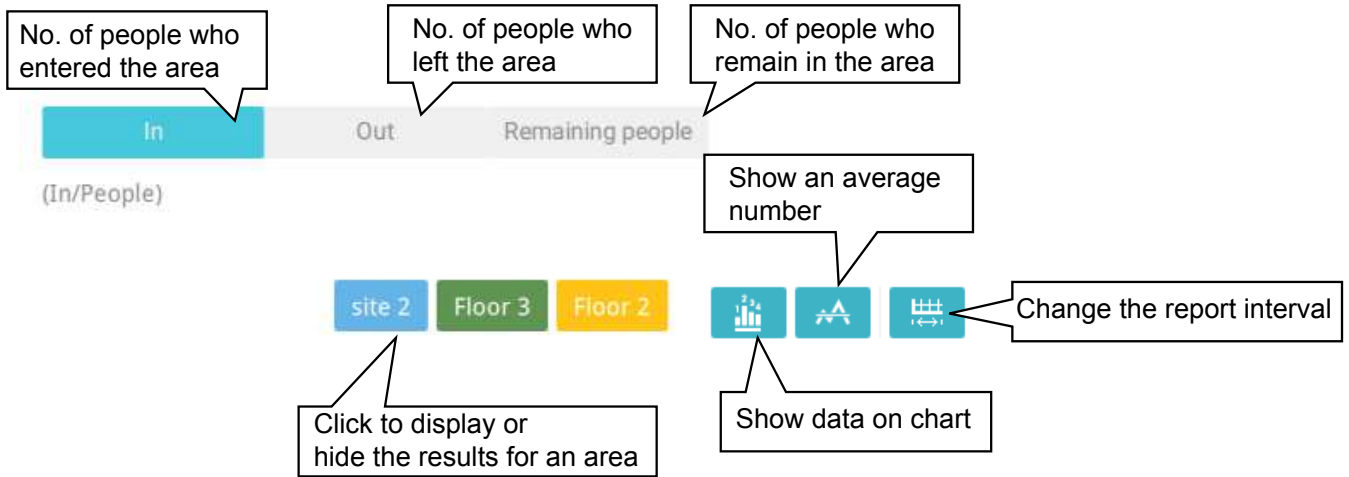 No. of people who
entered the area
No. of people who
left the area
No. of people who
remain in the area
In
Out
Remaining people
(In/People)
Show an average
number
site 2
Floor 3
Floor 2
Change the report interval
Click to display or
hide the results for an area
Show data on chart